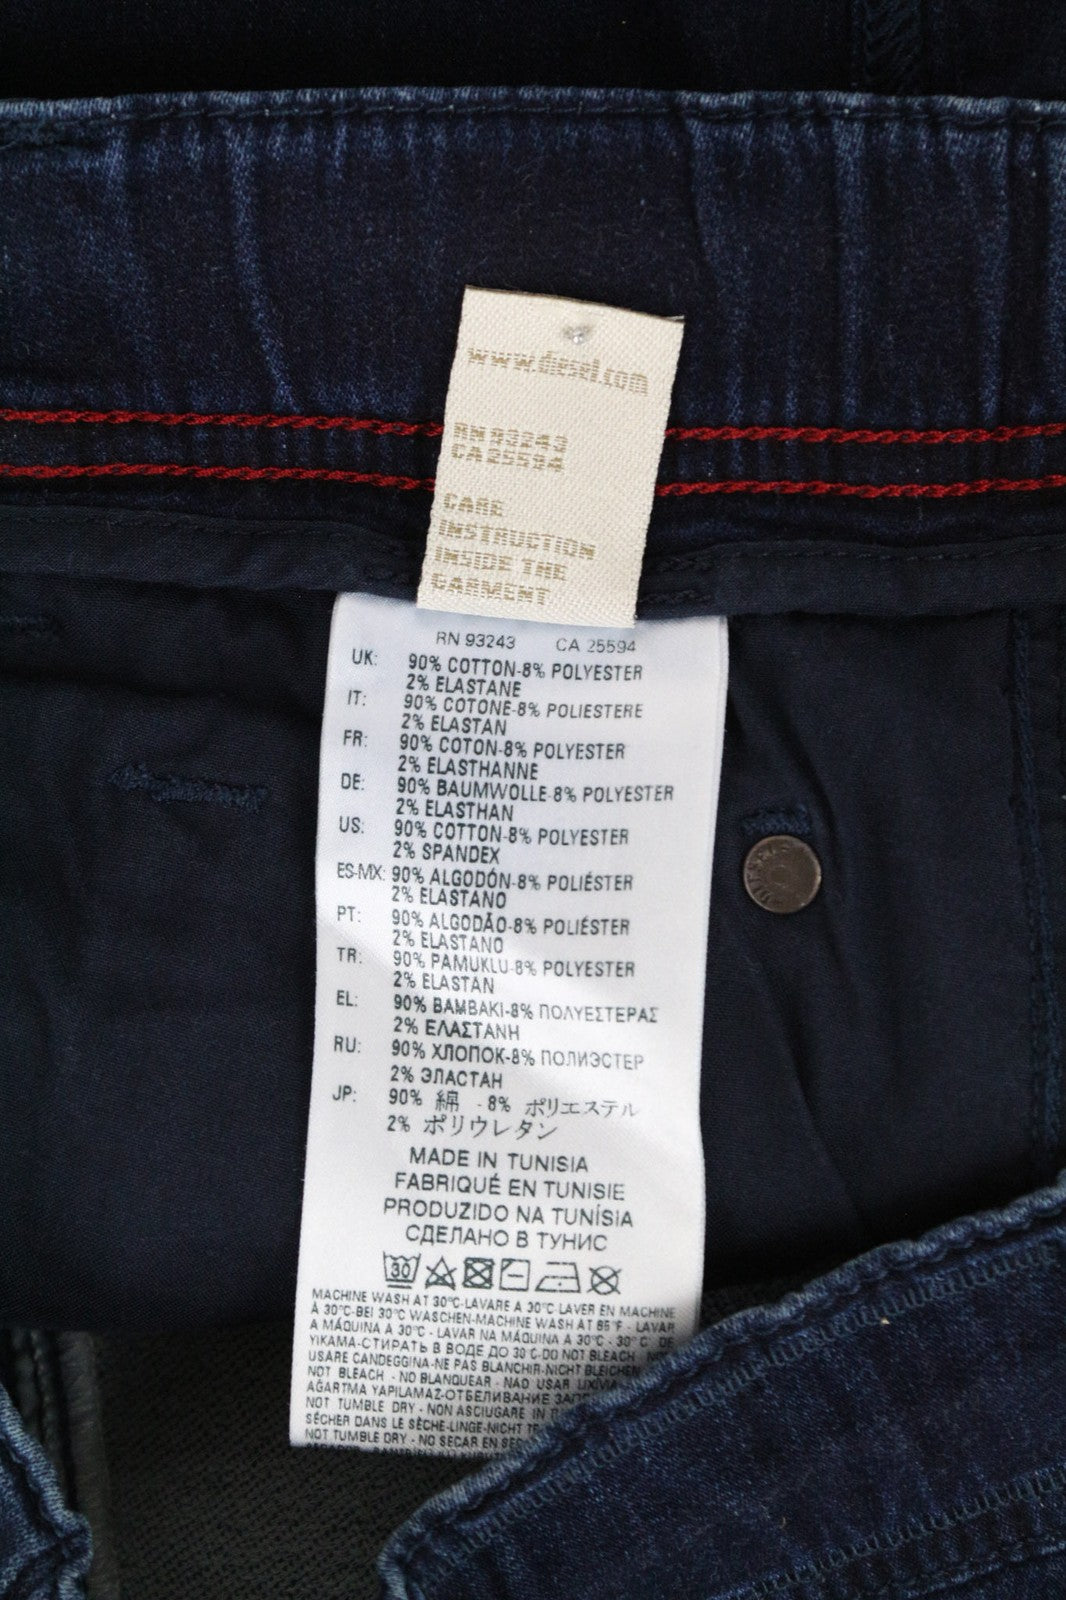 www.diesel.com
RN 93243
CA 25594
CARE
INSTRUCTION
INSIDE THE
GARMENT
RN 93243 CA 25594
UK: 90% COTTON-8% POLYESTER
2% ELASTANE
IT: 90% COTONE-8% POLIESTERE
2% ELASTAN
FR: 90% COTON-8% POLYESTER
2% ELASTHANNE
DE: 90% BAUMWOLLE-8% POLYESTER
2% ELASTHAN
US: 90% COTTON-8% POLYESTER
2% SPANDEX
ES-MX: 90% ALGODÓN-8% POLIÉSTER
2% ELASTANO
PT: 90% ALGODÃO-8% POLIÉSTER
2% ELASTANO
TR: 90% PAMUKLU-8% POLYESTER
2% ELASTAN
EL: 90% ΒΑΜΒΑΚΙ-8% ΠΟΛΥΕΣΤΕΡΑΣ
2% ΕΛΑΣΤΑΝΗ
RU: 90% ХЛОПОК-8% ПОЛИЭСТЕР
2% ЭЛАСТАН
JP: 90% 綿 -8% ポリエステル
2% ポリウレタン
MADE IN TUNISIA
FABRIQUÉ EN TUNISIE
PRODUZIDO NA TUNÍSIA
СДЕЛАНО В ТУНИС
30
MACHINE WASH AT 30°C-LAVARE A 30°C-LAVER EN MACHINE
À 30°C-BEI 30°C WASCHEN-MACHINE WASH AT 85°F - LAVAR
A MÁQUINA A 30°C - LAVAR NA MÁQUINA A 30°C - 30°C' DE
YIKAMA-СТИРАТЬ В ВОДЕ ДО 30°C-DO NOT BLEACH
USARE CANDEGGINA-NE PAS BLANCHIR-NICHT BLEICHEN
NOT BLEACH - NO BLANQUEAR - NÃO USAR LIXÍVIA
AĞARTMA YAPILAMAZ-ОТБЕЛИВАНИЕ
NOT TUMBLE DRY - NON ASCIUGARE IN
SÉCHER DANS LE SÈCHE-LINGE-NICHT
NOT TUMBLE DRY - NO SECAR EN